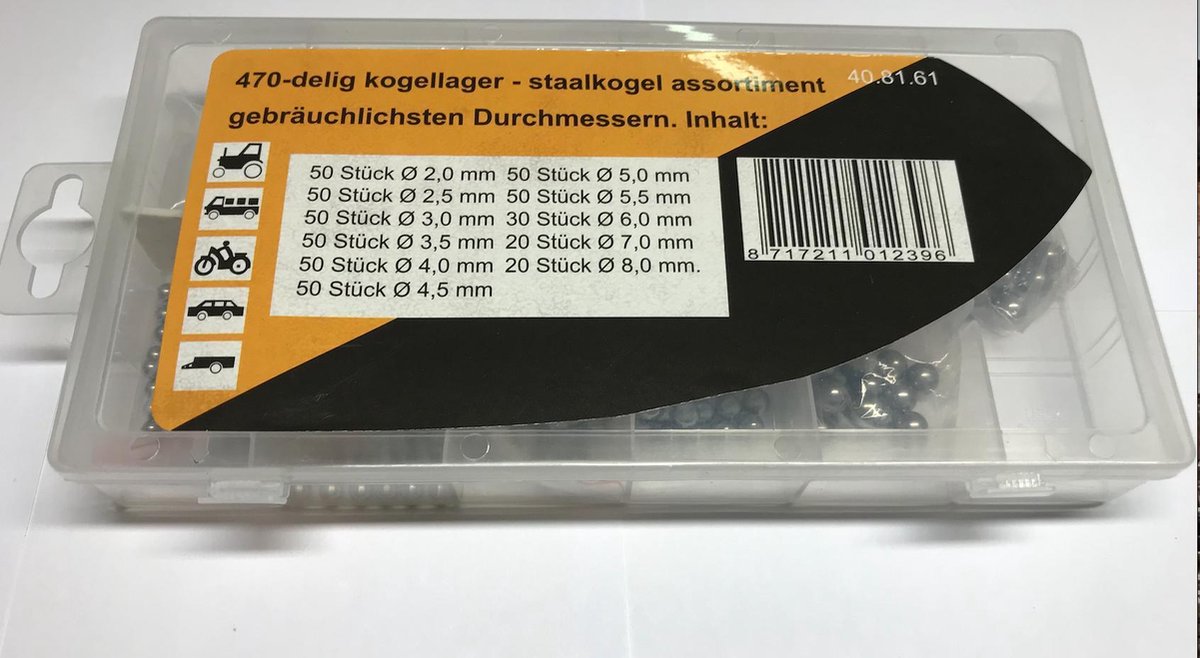 470-delig kogellager - staalkogel assortiment
40.81.61
gebräuchlichsten Durchmessern. Inhalt:
50 Stück Ø 2,0 mm 50 Stück Ø 5,0 mm
50 Stück Ø 2,5 mm 50 Stück Ø 5,5 mm
50 Stück Ø 3,0 mm 30 Stück Ø 6,0 mm
50 Stück Ø 3,5 mm 20 Stück Ø 7,0 mm
50 Stück Ø 4,0 mm 20 Stück Ø 8,0 mm.
50 Stück Ø 4,5 mm
8 717211 012396